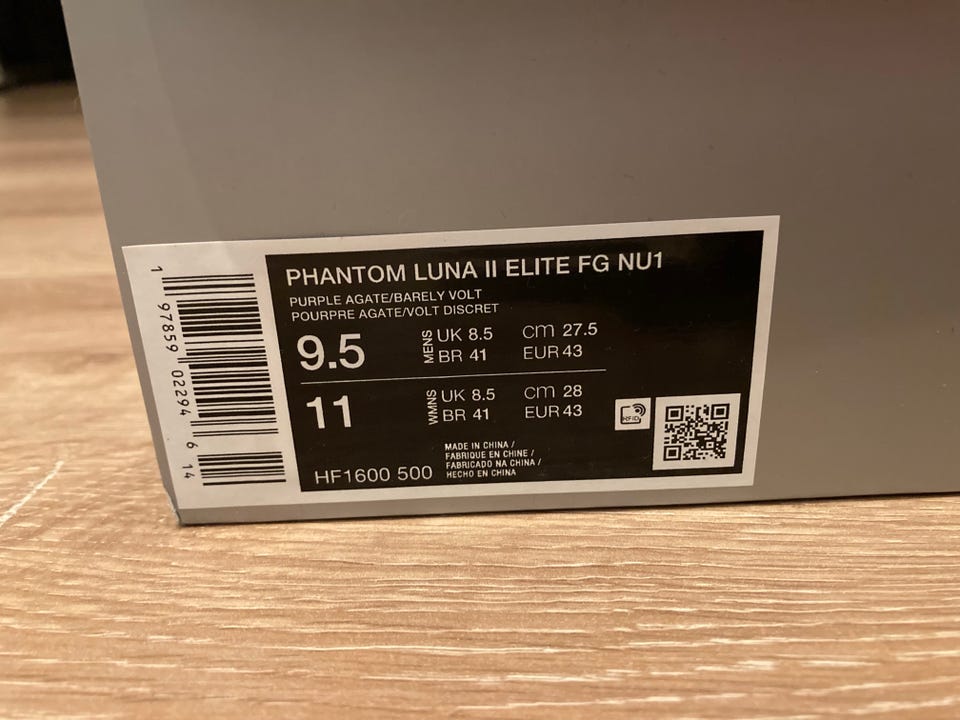 PHANTOM LUNA II ELITE FG NU1
PURPLE AGATE/BARELY VOLT
POURPRE AGATE/VOLT DISCRET
9.5 MENS UK 8.5 cm 27.5
BR 41 EUR 43
11 WMNS UK 8.5 cm 28
BR 41 EUR 43
RFID
HF1600 500
MADE IN CHINA /
FABRIQUE EN CHINE /
FABRICADO NA CHINA /
HECHO EN CHINA
1 97859 02294 6 14